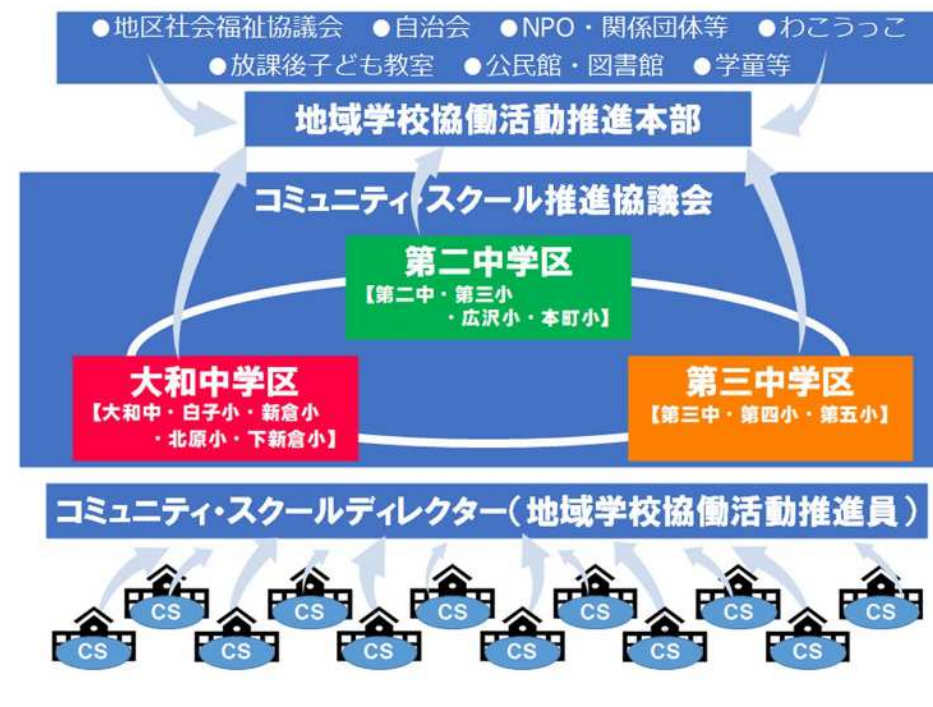 ●地区社会福祉協議会 ●自治会 ●NPO・関係団体等 ●わこうっこ
●放課後子ども教室 ●公民館・図書館 ●学童等
地域学校協働活動推進本部
コミュニティ・スクール推進協議会
第二中学区
【第二中・第三小
・広沢小・本町小】
大和中学区
【大和中・白子小・新倉小
・北原小・下新倉小】
第三中学区
【第三中・第四小・第五小】
コミュニティ・スクールディレクター(地域学校協働活動推進員)
CS CS CS CS CS CS
CS CS CS CS CS CS